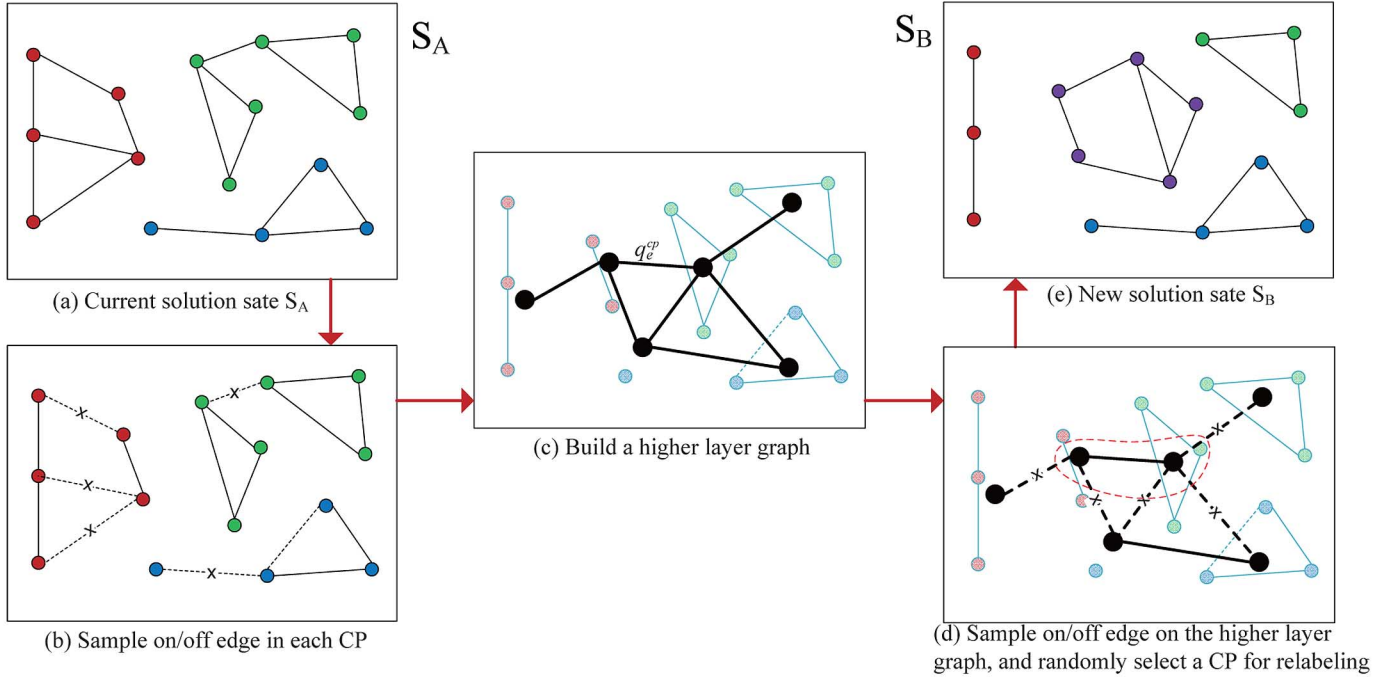 S_A
S_B
(a) Current solution sate S_A
(e) New solution sate S_B
q_e^{cp}
(c) Build a higher layer graph
x
x
x
x
x
(b) Sample on/off edge in each CP
x
x
x
x
x
(d) Sample on/off edge on the higher layer
graph, and randomly select a CP for relabeling